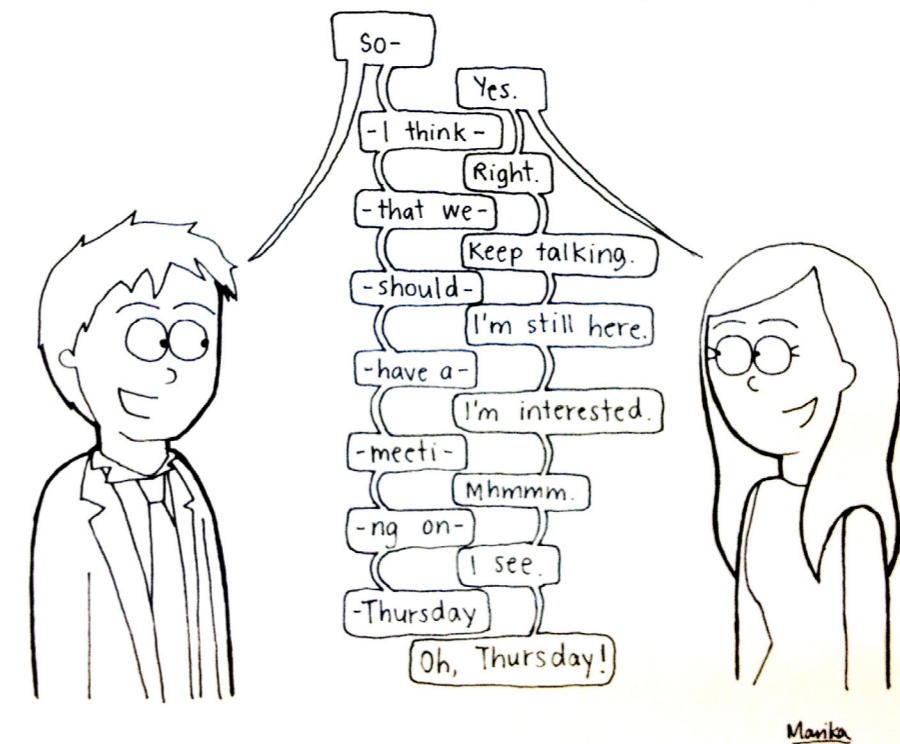 So-
Yes.
-I think-
Right.
-that we-
Keep talking.
-should-
I'm still here.
-have a-
I'm interested.
-meeti-
Mhmmm.
-ng on-
I see.
-Thursday
Oh, Thursday!
Marika